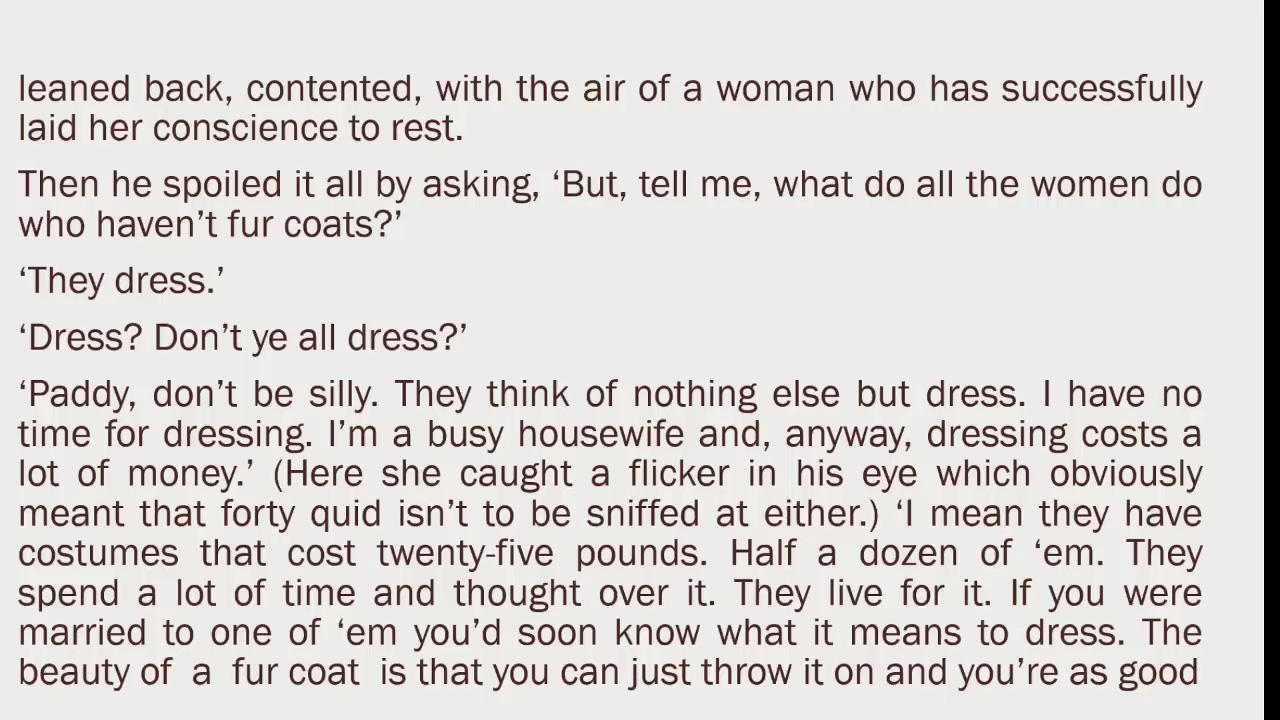 leaned back, contented, with the air of a woman who has successfully
laid her conscience to rest.
Then he spoiled it all by asking, ‘But, tell me, what do all the women do
who haven’t fur coats?’
‘They dress.’
‘Dress? Don’t ye all dress?’
‘Paddy, don’t be silly. They think of nothing else but dress. I have no
time for dressing. I’m a busy housewife and, anyway, dressing costs a
lot of money.’ (Here she caught a flicker in his eye which obviously
meant that forty quid isn’t to be sniffed at either.) ‘I mean they have
costumes that cost twenty-five pounds. Half a dozen of ‘em. They
spend a lot of time and thought over it. They live for it. If you were
married to one of ‘em you’d soon know what it means to dress. The
beauty of a fur coat is that you can just throw it on and you’re as good